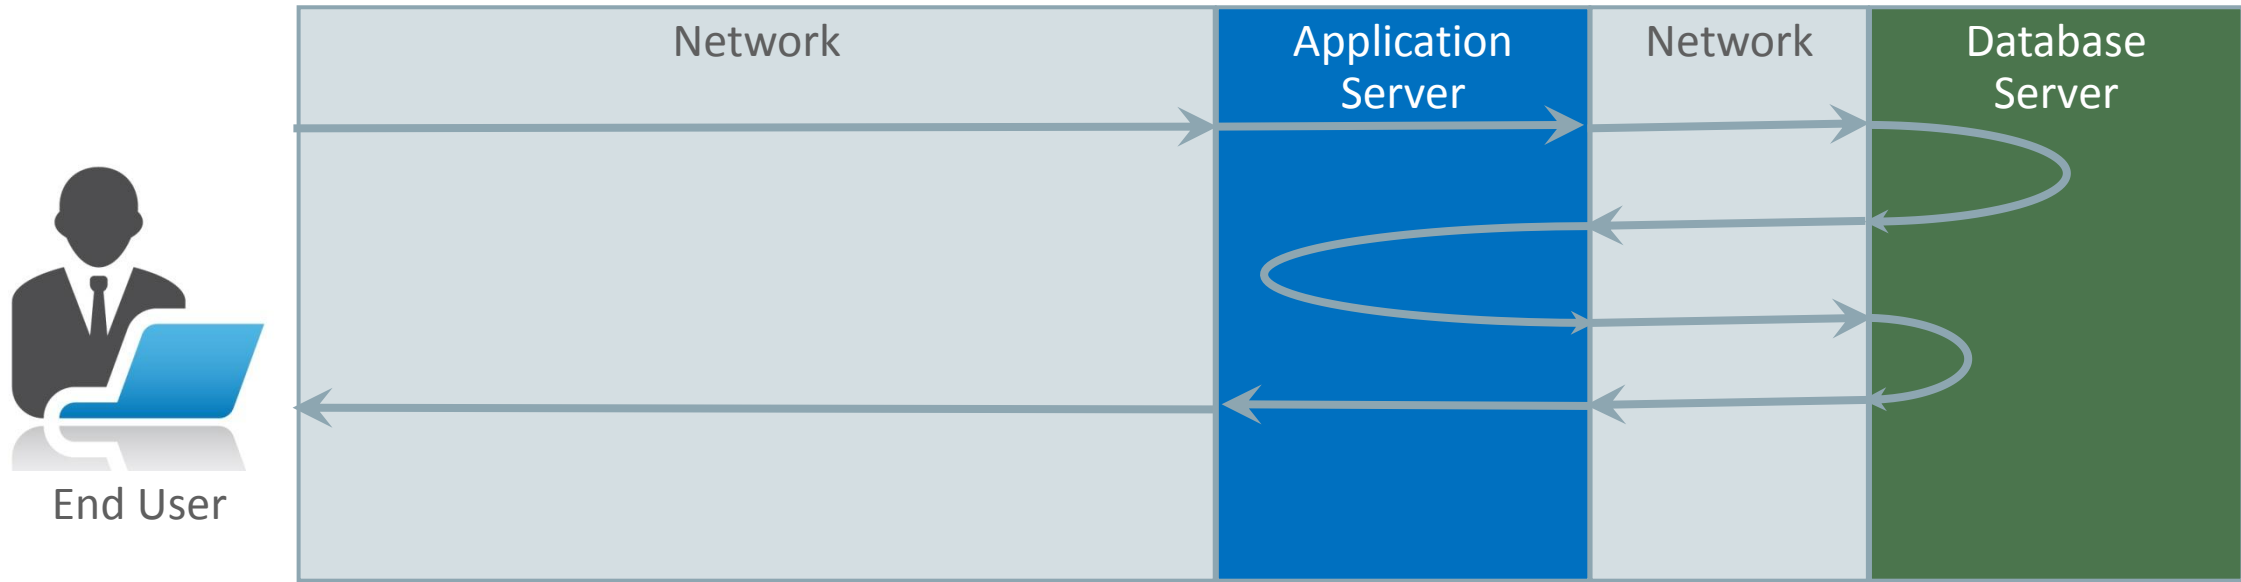 Network
Application
Server
Network
Database
Server
End User